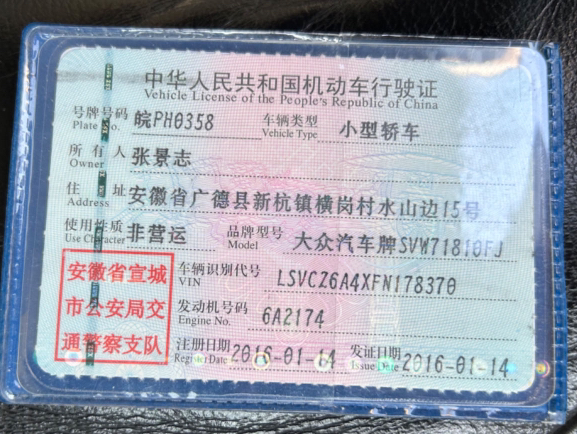 中华人民共和国机动车行驶证
Vehicle License of the People's Republic of China
号牌号码 皖PH0358 车辆类型 小型轿车
Plate No. Vehicle Type
所有人 张景志
Owner
住址 安徽省广德县新杭镇横岗村水山边15号
Address
使用性质 非营运 品牌型号 大众汽车牌SVW71810FJ
Use Character Model
安徽省宣城
市公安局交
通警察支队
车辆识别代号 LSVCZ6A4XFN178370
VIN
发动机号码 6A2174
Engine No.
注册日期 2016-01-14 发证日期 2016-01-14
Register Date Issue Date